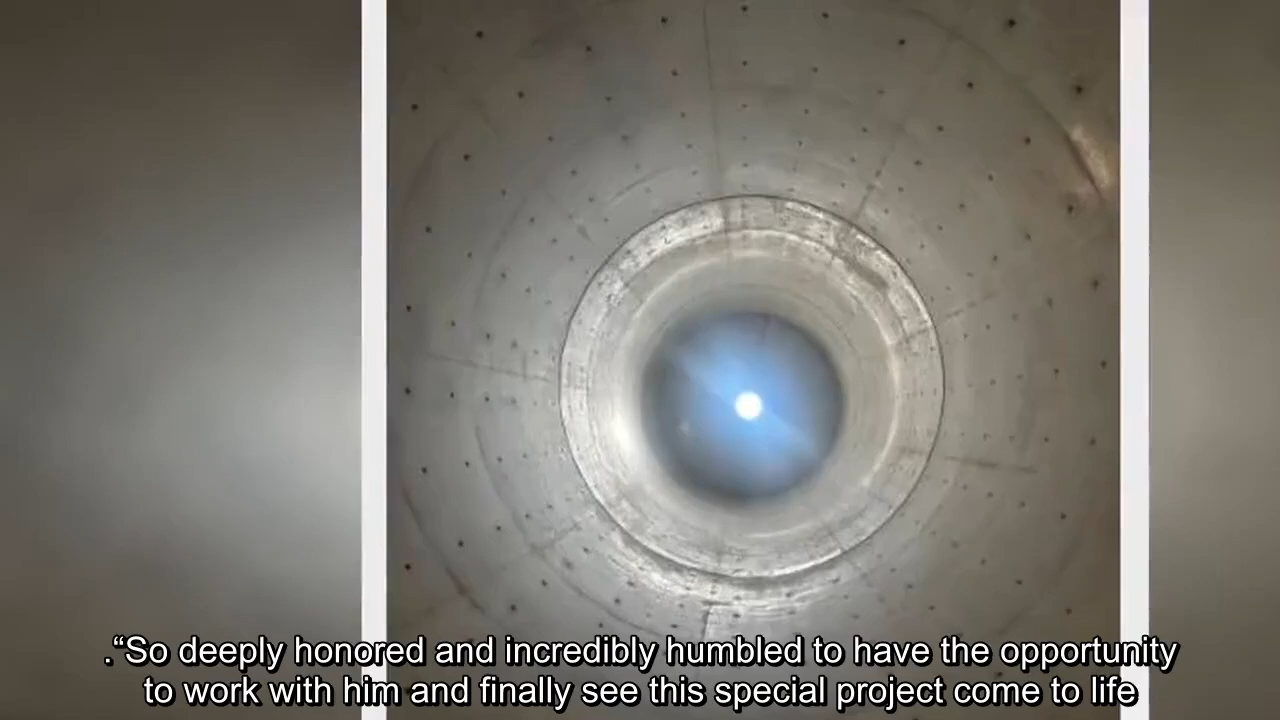 .“So deeply honored and incredibly humbled to have the opportunity
to work with him and finally see this special project come to life